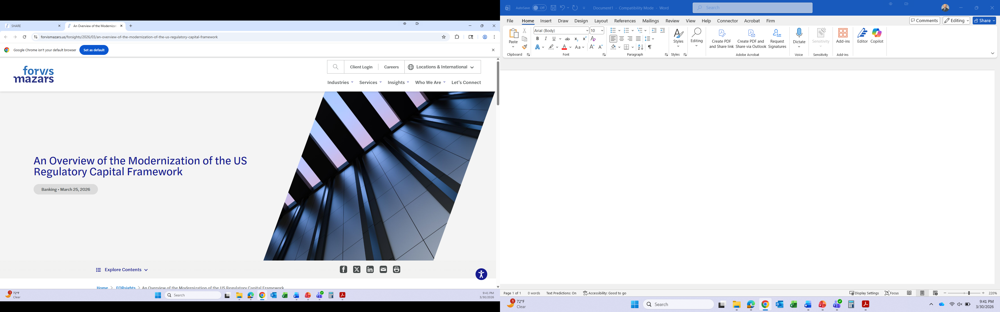 SHARE
An Overview of the Modernizat
forvismazars.us/forsights/2026/03/an-overview-of-the-modernization-of-the-us-regulatory-capital-framework
Google Chrome isn't your default browser
Set as default
forvis
mazars
Client Login
Careers
Locations & International
Industries
Services
Insights
Who We Are
Let's Connect
An Overview of the Modernization of the US
Regulatory Capital Framework
Banking • March 25, 2026
Explore Contents
Home > FORsights > An Overview of the Modernization of the US Regulatory Capital Framework
1
72°F
Clear
Search
9:41 PM
3/30/2026
AutoSave Off
Document1 - Compatibility Mode - Word
Search
File Home Insert Draw Design Layout References Mailings Review View Help Connector Acrobat Firm
Comments
Editing
Share
Paste
Clipboard
Arial (Body) 10
B I U ab x₂ x²
A A Aa A A
Font
Paragraph
Styles
Styles
Editing
Create PDF
and Share link
Create PDF and
Share via Outlook
Request
Signatures
Adobe Acrobat
Dictate
Voice
Sensitivity
Sensitivity
Add-ins
Add-ins
Editor
Copilot
Page 1 of 1 0 words Text Predictions: On Accessibility: Good to go
Display Settings Focus 220%
1
72°F
Clear
Search
9:41 PM
3/30/2026